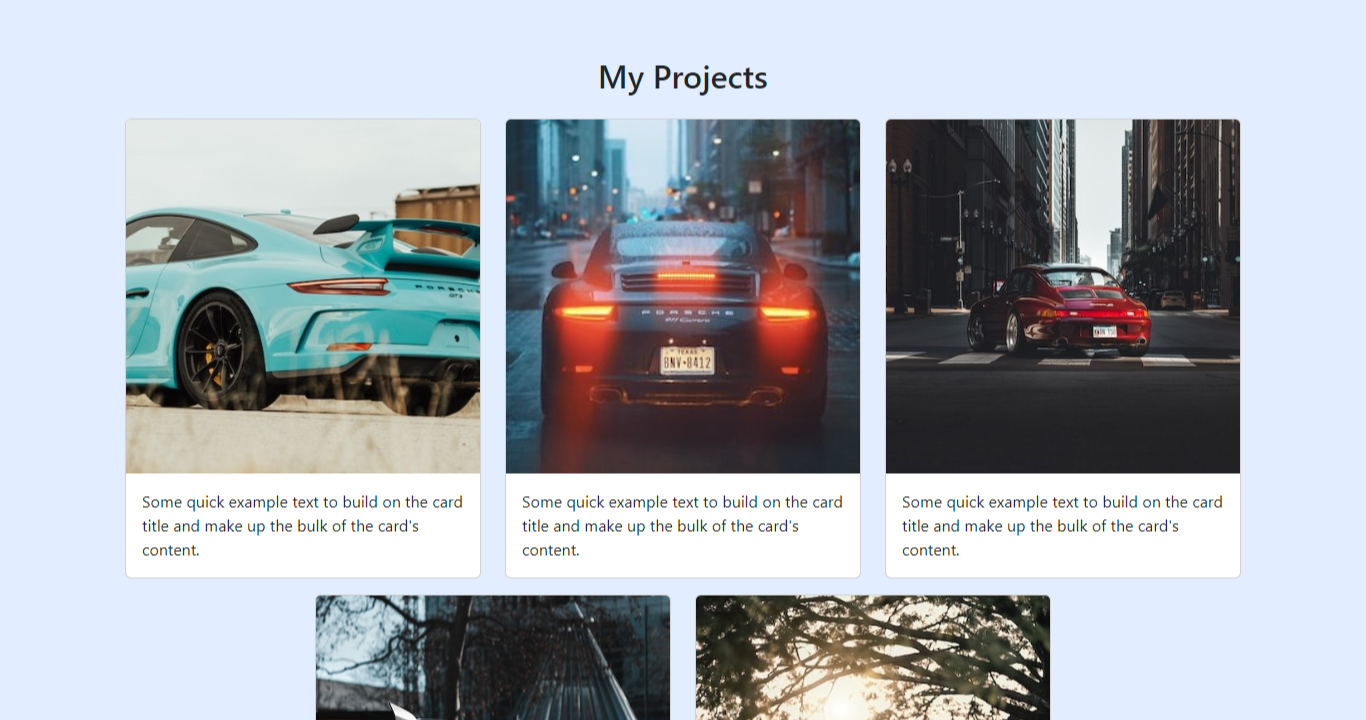 My Projects
PORSCHE
GT3
PORSCHE
911 Carrera
TEXAS
BNV-8412
Some quick example text to build on the card
title and make up the bulk of the card's
content.
Some quick example text to build on the card
title and make up the bulk of the card's
content.
Some quick example text to build on the card
title and make up the bulk of the card's
content.